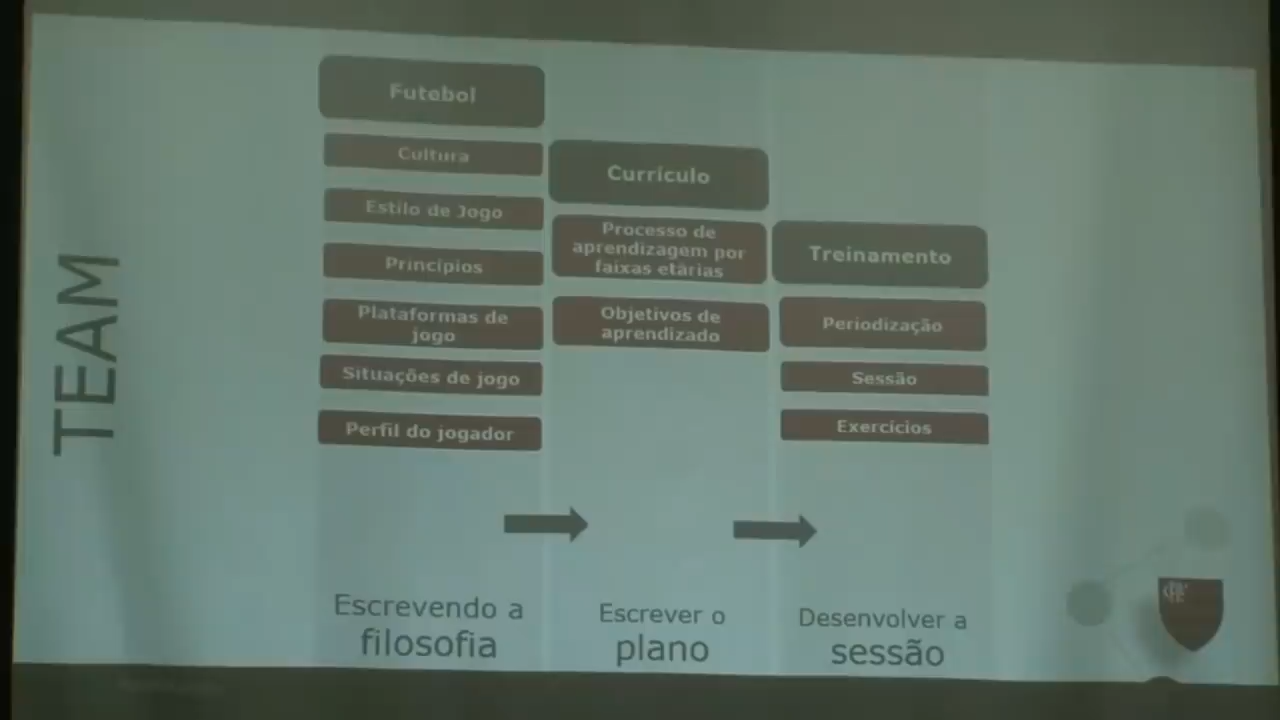 TEAM
Futebol
Cultura
Estilo de Jogo
Princípios
Plataformas de
jogo
Situações de jogo
Perfil do jogador
Escrevendo a
filosofia
Currículo
Processo de
aprendizagem por
faixas etárias
Objetivos de
aprendizado
Escrever o
plano
Treinamento
Periodização
Sessão
Exercícios
Desenvolver a
sessão